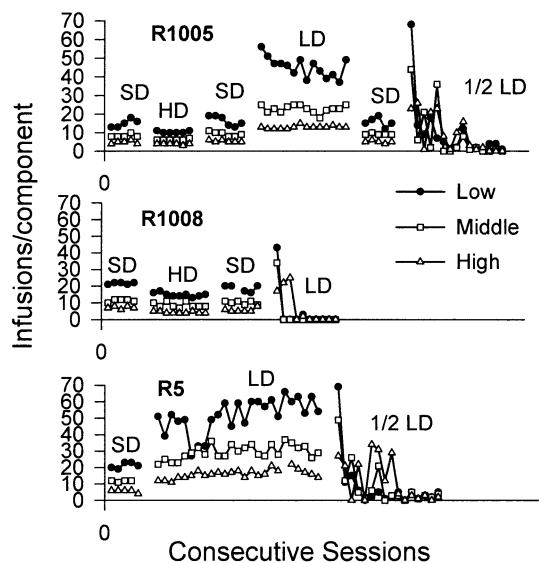 Infusions/component
R1005
70
60
50
40
30
20
10
0
SD
HD
SD
LD
SD
1/2 LD
0
Low
Middle
High
R1008
70
60
50
40
30
20
10
0
SD
HD
SD
LD
0
R5
70
60
50
40
30
20
10
0
SD
LD
1/2 LD
0
Consecutive Sessions